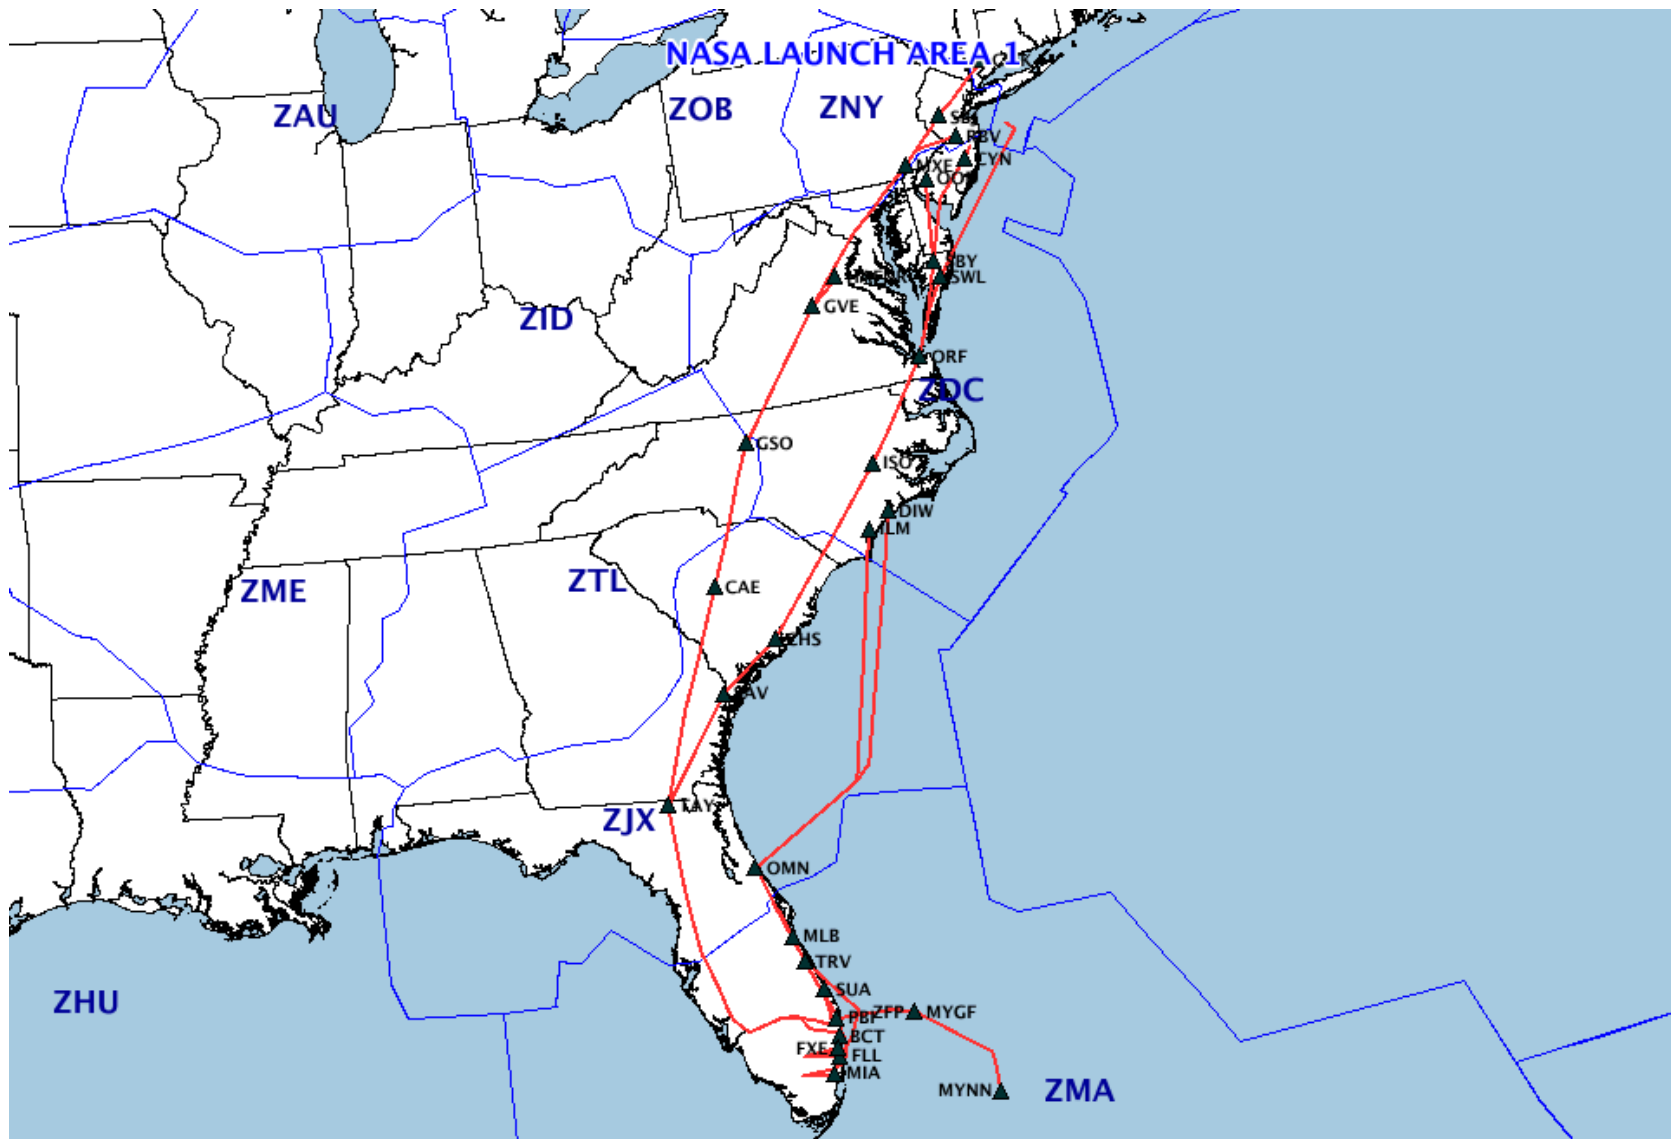 NASA LAUNCH AREA 1
ZAU
ZOB
ZNY
RBV
CYN
MXE
SWL
GVE
ZID
ORF
ZDC
GSO
ISO
DIW
ILM
CAE
ZTL
ZME
CHS
SAV
TAY
ZJX
OMN
MLB
TRV
SUA
ZHU
PBI
ZFP
MYGF
BCT
FXE
FLL
MIA
MYNN
ZMA